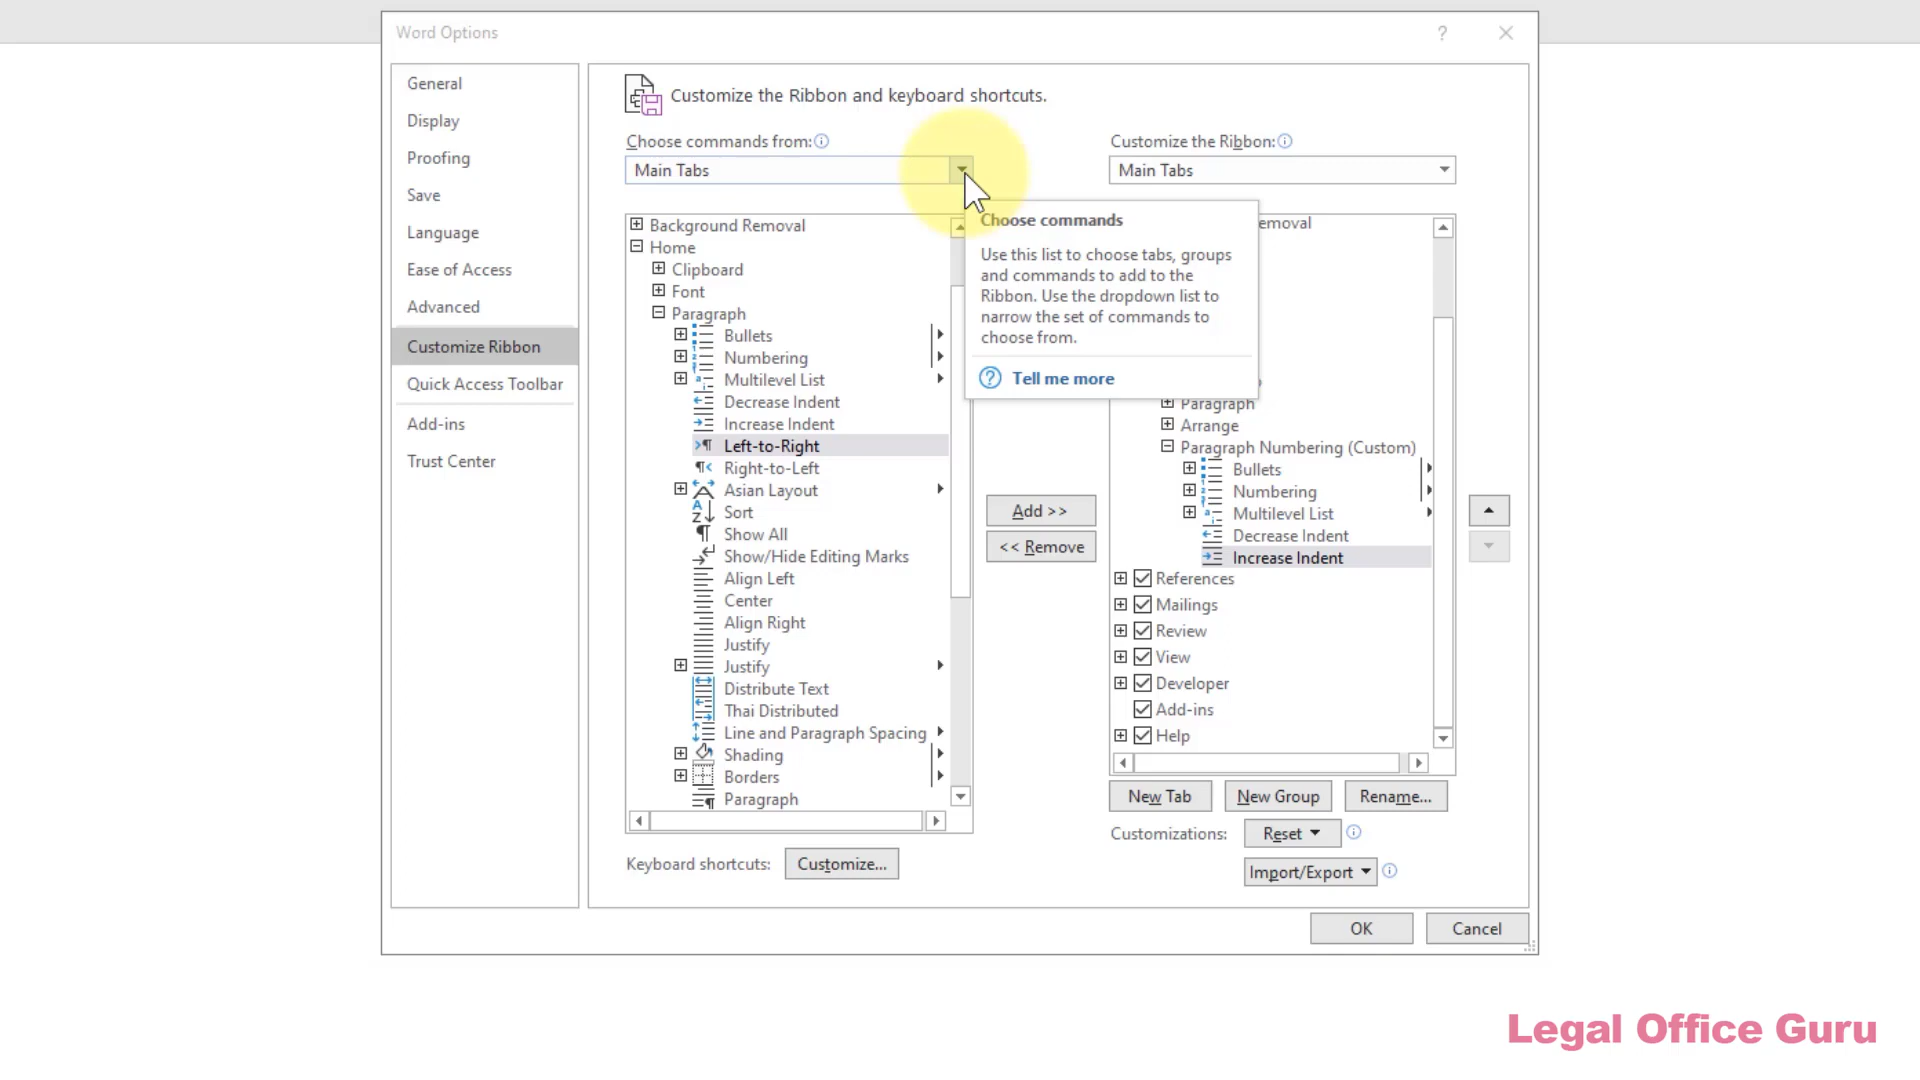 Word Options
?
General
Display
Proofing
Save
Language
Ease of Access
Advanced
Customize Ribbon
Quick Access Toolbar
Add-ins
Trust Center
Customize the Ribbon and keyboard shortcuts.
Choose commands from:
Main Tabs
Background Removal
Home
Clipboard
Font
Paragraph
Bullets
Numbering
Multilevel List
Decrease Indent
Increase Indent
Left-to-Right
Right-to-Left
Asian Layout
Sort
Show All
Show/Hide Editing Marks
Align Left
Center
Align Right
Justify
Justify
Distribute Text
Thai Distributed
Line and Paragraph Spacing
Shading
Borders
Paragraph
Keyboard shortcuts: Customize...
Choose commands
Use this list to choose tabs, groups
and commands to add to the
Ribbon. Use the dropdown list to
narrow the set of commands to
choose from.
Tell me more
Add >>
<< Remove
Customize the Ribbon:
Main Tabs
emoval
Paragraph
Arrange
Paragraph Numbering (Custom)
Bullets
Numbering
Multilevel List
Decrease Indent
Increase Indent
References
Mailings
Review
View
Developer
Add-ins
Help
New Tab New Group Rename...
Customizations: Reset
Import/Export
OK Cancel
Legal Office Guru